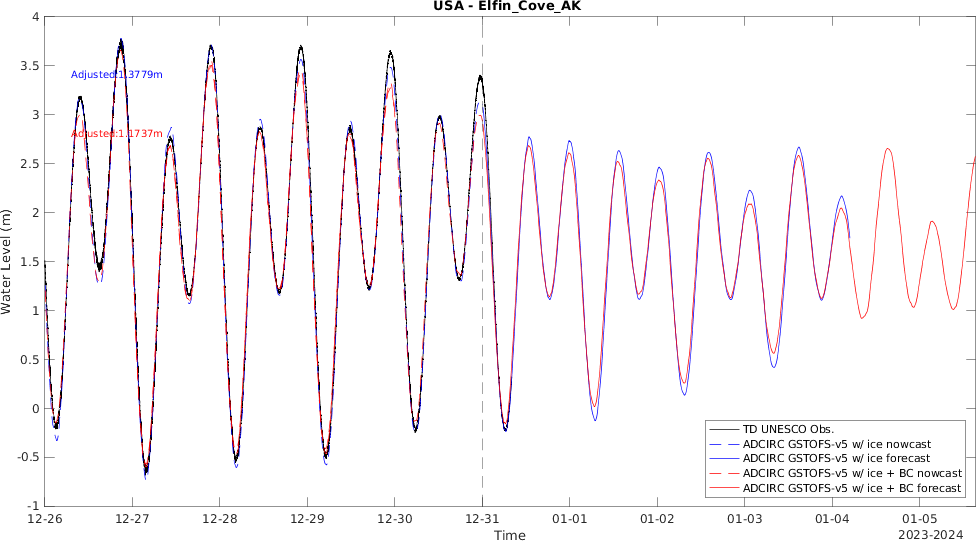 USA - Elfin_Cove_AK
4
3.5
3
2.5
2
1.5
1
0.5
0
-0.5
-1
Water Level (m)
Adjusted:1.3779m
Adjusted:1.1737m
TD UNESCO Obs.
ADCIRC GSTOFS-v5 w/ ice nowcast
ADCIRC GSTOFS-v5 w/ ice forecast
ADCIRC GSTOFS-v5 w/ ice + BC nowcast
ADCIRC GSTOFS-v5 w/ ice + BC forecast
12-26 12-27 12-28 12-29 12-30 12-31 01-01 01-02 01-03 01-04 01-05
Time
2023-2024